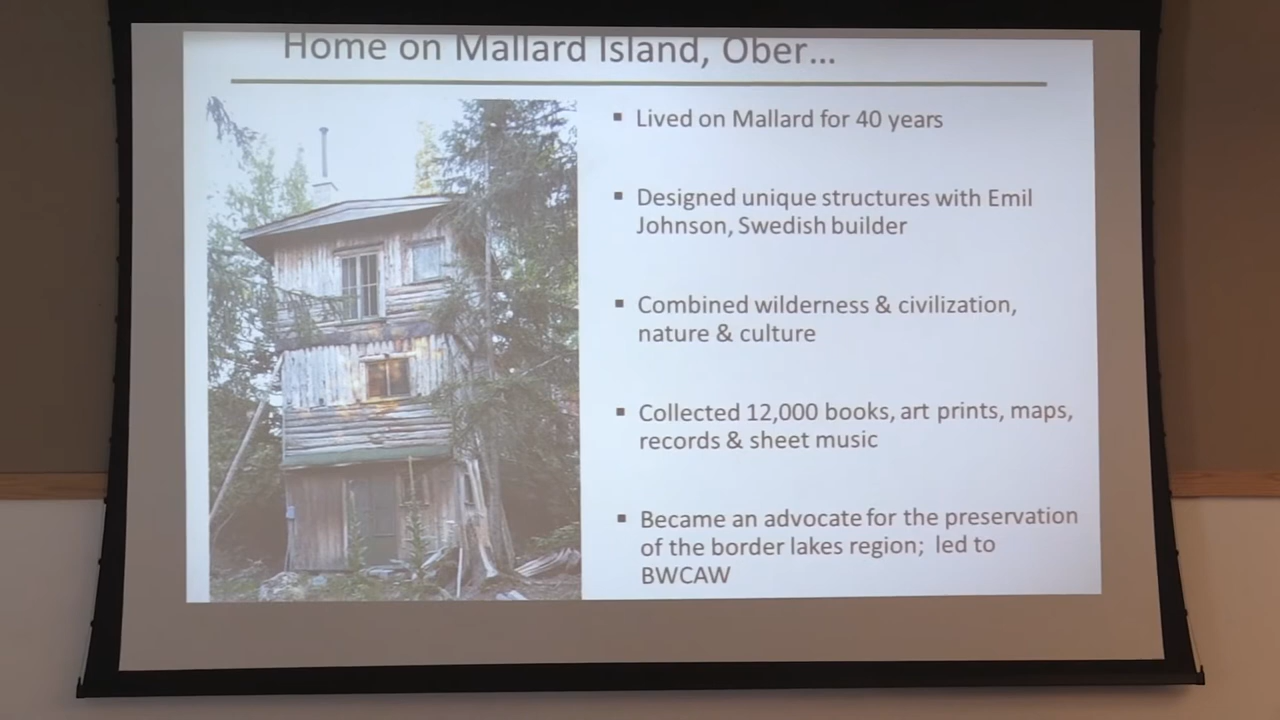 Home on Mallard Island, Ober...
▪ Lived on Mallard for 40 years
▪ Designed unique structures with Emil
Johnson, Swedish builder
▪ Combined wilderness & civilization,
nature & culture
▪ Collected 12,000 books, art prints, maps,
records & sheet music
▪ Became an advocate for the preservation
of the border lakes region; led to
BWCAW